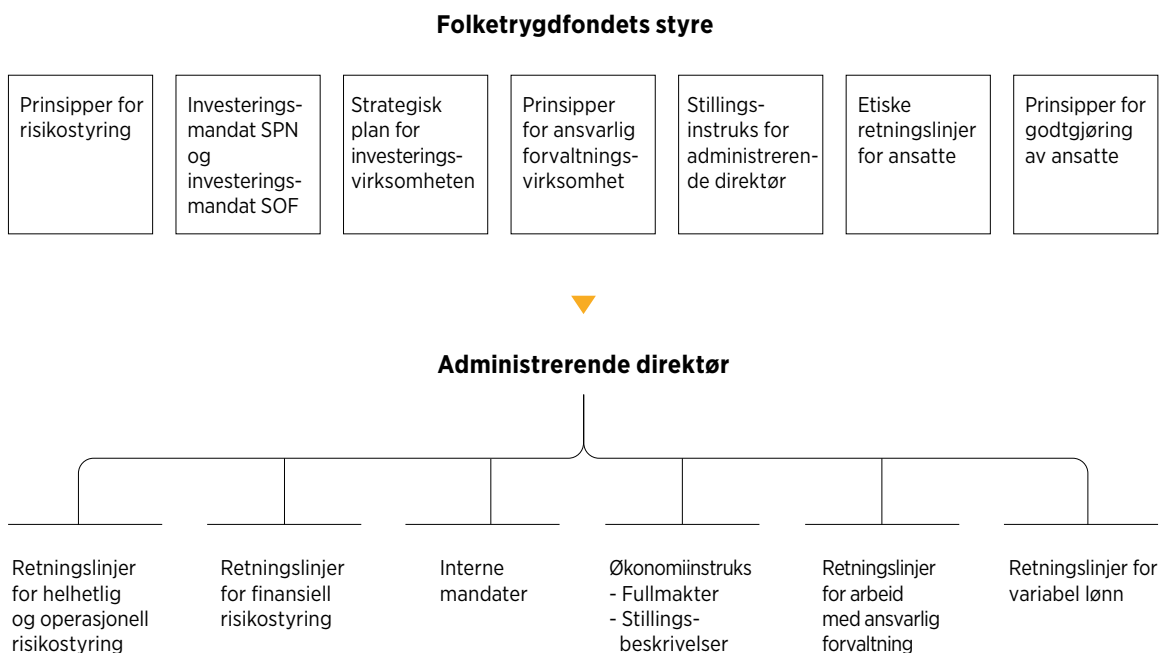 Folketrygdfondets styre
Prinsipper for
risikostyring
Investerings-
mandat SPN
og
investerings-
mandat SOF
Strategisk
plan for
investerings-
virksomheten
Prinsipper
for ansvarlig
forvaltnings-
virksomhet
Stillings-
instruks for
administreren-
de direktør
Etiske
retningslinjer
for ansatte
Prinsipper for
godtgjøring
av ansatte
Administrerende direktør
Retningslinjer
for helhetlig
og operasjonell
risikostyring
Retningslinjer
for finansiell
risikostyring
Interne
mandater
Økonomiinstruks
- Fullmakter
- Stillings-
beskrivelser
Retningslinjer
for arbeid
med ansvarlig
forvaltning
Retningslinjer for
variabel lønn